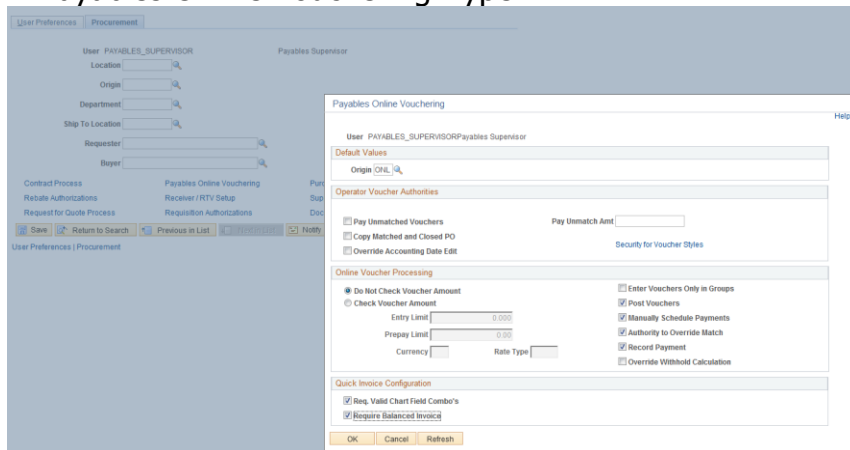 User Preferences Procurement
User PAYABLES_SUPERVISOR Payables Supervisor
Location
Origin
Department
Ship To Location
Requester
Buyer
Contract Process Payables Online Vouchering
Rebate Authorizations Receiver / RTV Setup
Request for Quote Process Requisition Authorizations
Save Return to Search Previous in List Notify
User Preferences | Procurement
Payables Online Vouchering
Help
User PAYABLES_SUPERVISORPayables Supervisor
Default Values
Origin ONL
Operator Voucher Authorities
Pay Unmatched Vouchers Pay Unmatch Amt
Copy Matched and Closed PO
Override Accounting Date Edit Security for Voucher Styles
Online Voucher Processing
Do Not Check Voucher Amount Enter Vouchers Only in Groups
Check Voucher Amount Post Vouchers
Entry Limit 0.000 Manually Schedule Payments
Prepay Limit 0.00 Authority to Override Match
Currency Rate Type Record Payment
Override Withhold Calculation
Quick Invoice Configuration
Req. Valid Chart Field Combo's
Require Balanced Invoice
OK Cancel Refresh